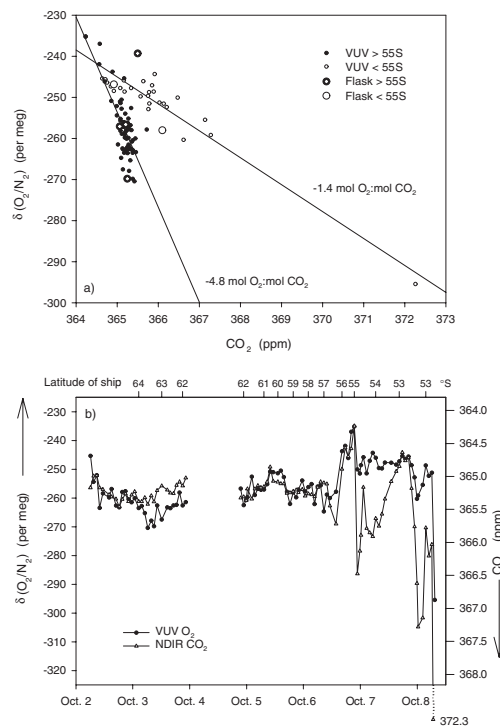 -230
-240
-250
-260
-270
-280
-290
-300
δ (O2/N2) (per meg)
VUV > 55S
VUV < 55S
Flask > 55S
Flask < 55S
-1.4 mol O2:mol CO2
-4.8 mol O2:mol CO2
a)
364 365 366 367 368 369 370 371 372 373
CO2 (ppm)
Latitude of ship 64 63 62 62 61 60 59 58 57 56 55 54 53 53 °S
b)
-230
-240
-250
-260
-270
-280
-290
-300
-310
-320
δ (O2/N2) (per meg)
364.0
364.5
365.0
365.5
366.0
366.5
367.0
367.5
368.0
CO2 (ppm)
VUV O2
NDIR CO2
Oct. 2 Oct. 3 Oct. 4 Oct. 5 Oct. 6 Oct. 7 Oct. 8
372.3